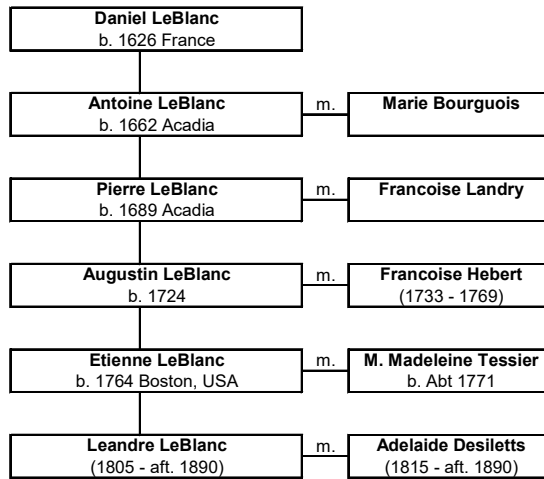 Daniel LeBlanc
b. 1626 France
Antoine LeBlanc
b. 1662 Acadia
m.
Marie Bourguois
Pierre LeBlanc
b. 1689 Acadia
m.
Francoise Landry
Augustin LeBlanc
b. 1724
m.
Francoise Hebert
(1733 - 1769)
Etienne LeBlanc
b. 1764 Boston, USA
m.
M. Madeleine Tessier
b. Abt 1771
Leandre LeBlanc
(1805 - aft. 1890)
m.
Adelaide Desiletts
(1815 - aft. 1890)